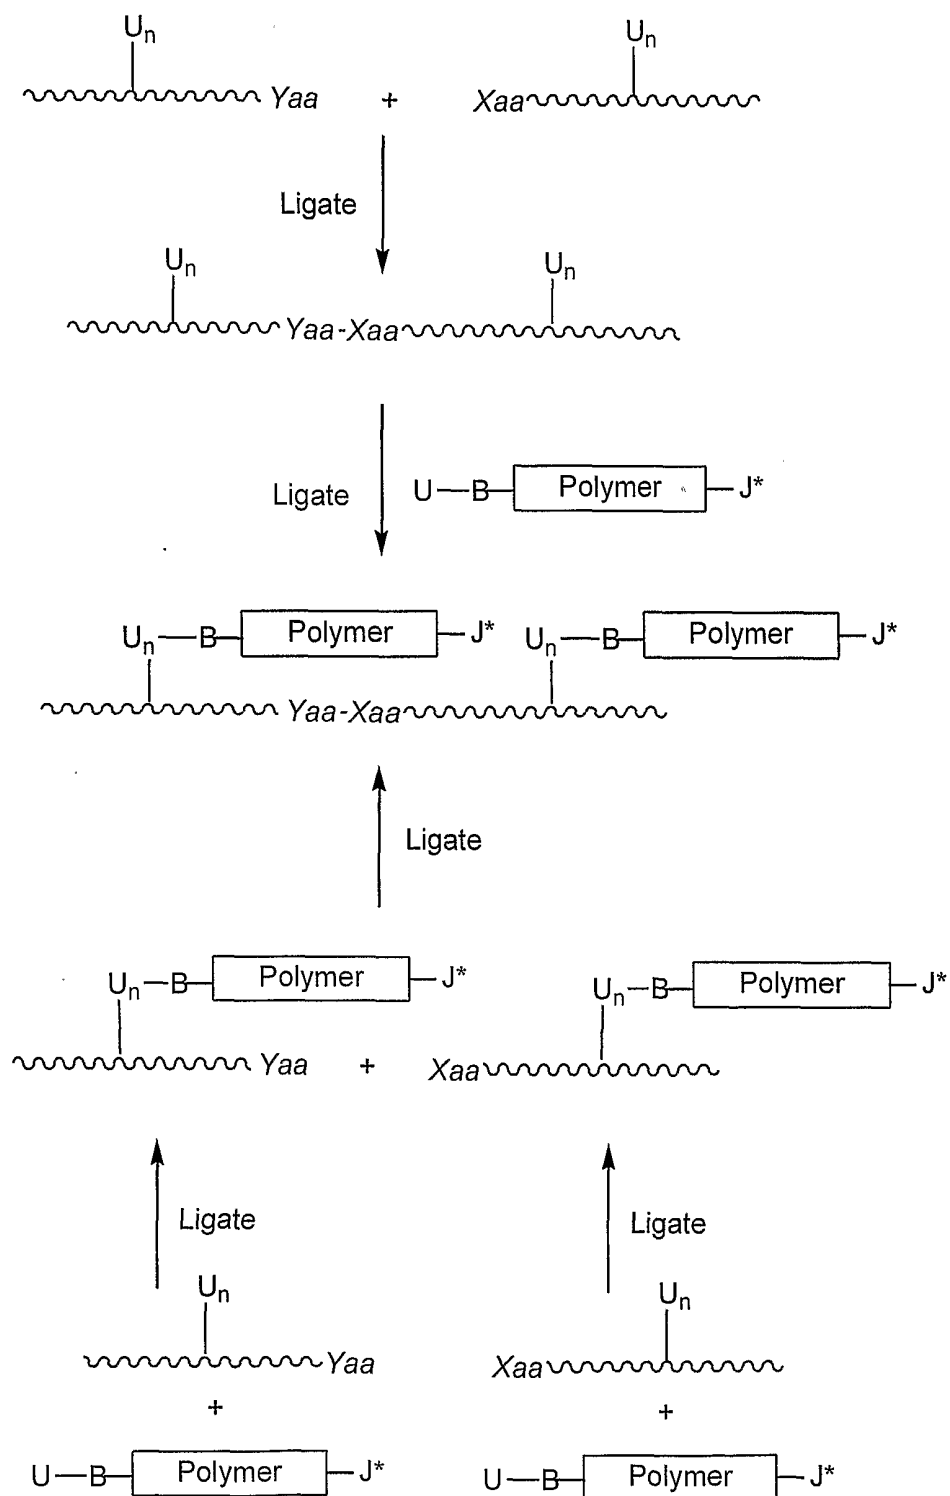 Un Un
Yaa + Xaa
Ligate
Un Un
Yaa-Xaa
Ligate U—B—Polymer—J*
Un—B—Polymer—J* Un—B—Polymer—J*
Yaa-Xaa
Ligate
Un—B—Polymer—J* Un—B—Polymer—J*
Yaa + Xaa
Ligate Ligate
Un Un
Yaa Xaa
+ +
U—B—Polymer—J* U—B—Polymer—J*